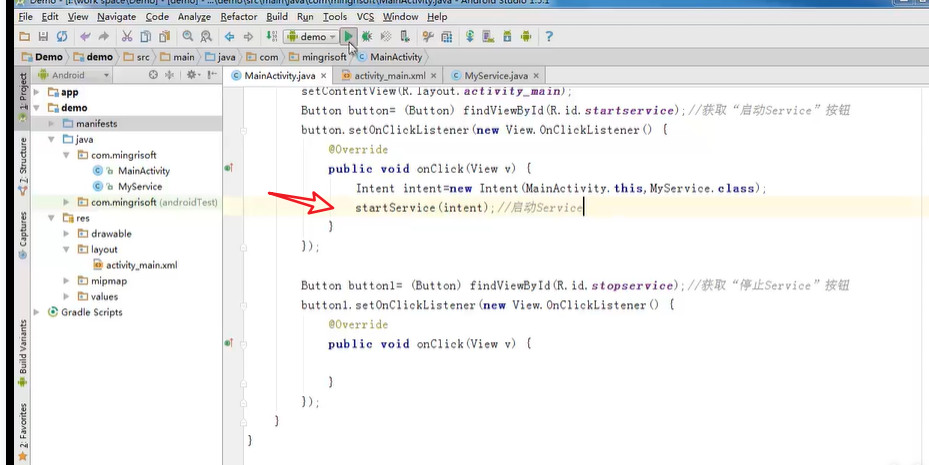 Demo - [E:\work space\Demo] - [demo] - ...\demo\src\main\java\com\mingrisoft\MainActivity.java - Android Studio 1.5.1
File Edit View Navigate Code Analyze Refactor Build Run Tools VCS Window Help
demo
Demo demo src main java com mingrisoft MainActivity
Android
MainActivity.java × activity_main.xml × MyService.java ×
1: Project
Z: Structure
Captures
Build Variants
2: Favorites
app
demo
manifests
java
com.mingrisoft
MainActivity
MyService
com.mingrisoft (androidTest)
res
drawable
layout
activity_main.xml
mipmap
values
Gradle Scripts
setContentView(R.layout.activity_main);
Button button= (Button) findViewById(R.id.startservice);//获取“启动Service”按钮
button.setOnClickListener(new View.OnClickListener() {
@Override
public void onClick(View v) {
Intent intent=new Intent(MainActivity.this,MyService.class);
startService(intent);//启动Service
}
});
Button button1= (Button) findViewById(R.id.stopservice);//获取“停止Service”按钮
button1.setOnClickListener(new View.OnClickListener() {
@Override
public void onClick(View v) {
}
});
}
}